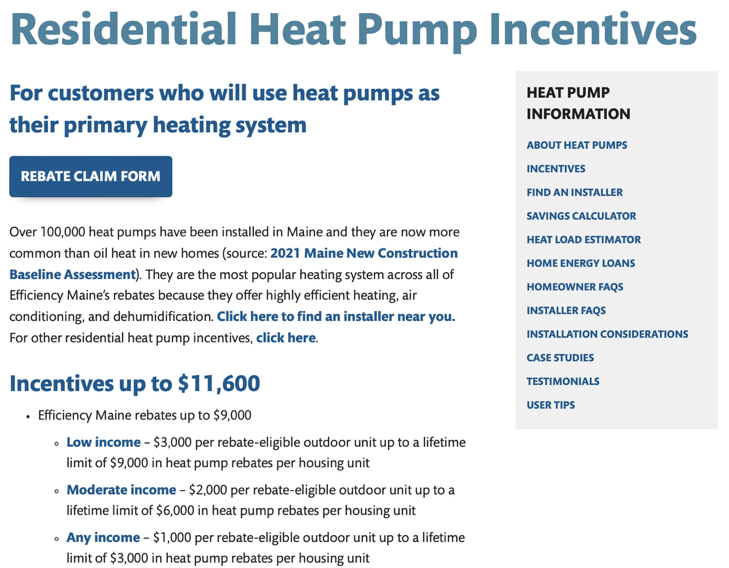 Residential Heat Pump Incentives
For customers who will use heat pumps as
their primary heating system
REBATE CLAIM FORM
Over 100,000 heat pumps have been installed in Maine and they are now more
common than oil heat in new homes (source: 2021 Maine New Construction
Baseline Assessment). They are the most popular heating system across all of
Efficiency Maine’s rebates because they offer highly efficient heating, air
conditioning, and dehumidification. Click here to find an installer near you.
For other residential heat pump incentives, click here.
Incentives up to $11,600
• Efficiency Maine rebates up to $9,000
◦ Low income – $3,000 per rebate-eligible outdoor unit up to a lifetime
limit of $9,000 in heat pump rebates per housing unit
◦ Moderate income – $2,000 per rebate-eligible outdoor unit up to a
lifetime limit of $6,000 in heat pump rebates per housing unit
◦ Any income – $1,000 per rebate-eligible outdoor unit up to a lifetime
limit of $3,000 in heat pump rebates per housing unit
HEAT PUMP
INFORMATION
ABOUT HEAT PUMPS
INCENTIVES
FIND AN INSTALLER
SAVINGS CALCULATOR
HEAT LOAD ESTIMATOR
HOME ENERGY LOANS
HOMEOWNER FAQS
INSTALLER FAQS
INSTALLATION CONSIDERATIONS
CASE STUDIES
TESTIMONIALS
USER TIPS